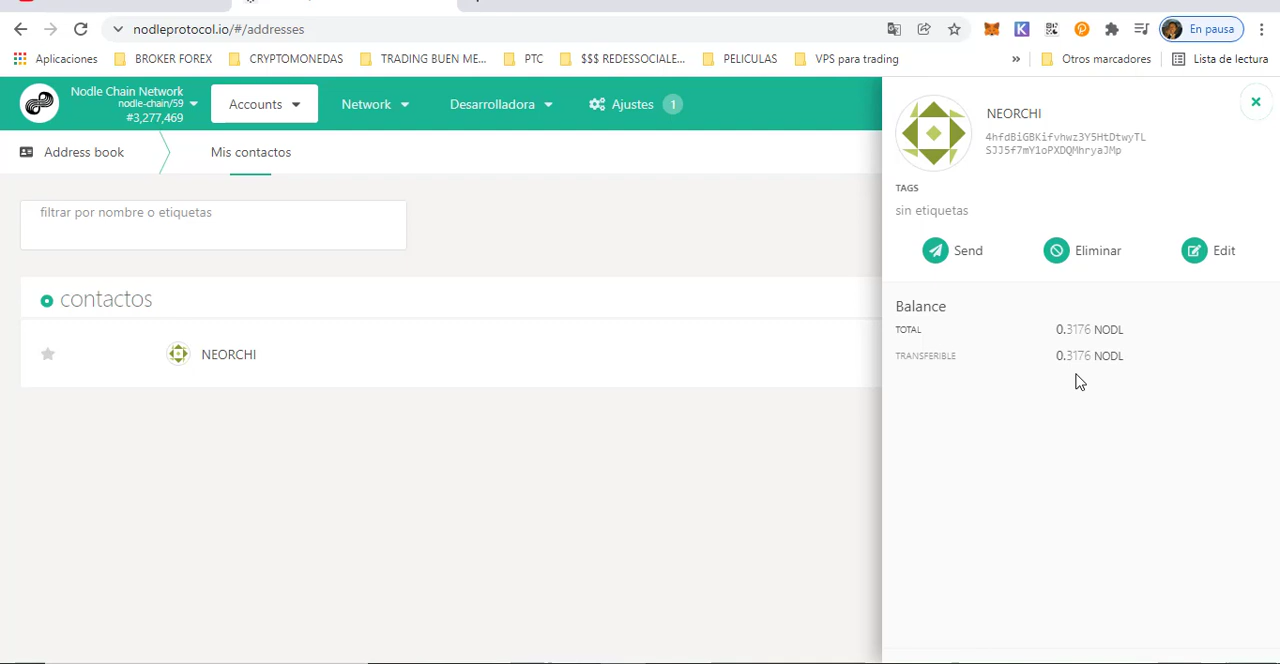 nodleprotocol.io/#/addresses
En pausa
Aplicaciones
BROKER FOREX
CRYPTOMONEDAS
TRADING BUEN ME...
PTC
$$$ REDESSOCIALE...
PELICULAS
VPS para trading
»
Otros marcadores
Lista de lectura
Nodle Chain Network
nodle-chain/59
#3,277,469
Accounts
Network
Desarrolladora
Ajustes
1
Address book
Mis contactos
filtrar por nombre o etiquetas
contactos
NEORCHI
NEORCHI
4hfdBiGBKifvhwz3Y5HtDtwyTL
SJJ5f7mY1oPXDQMhryaJMp
TAGS
sin etiquetas
Send
Eliminar
Edit
Balance
TOTAL
0.3176 NODL
TRANSFERIBLE
0.3176 NODL